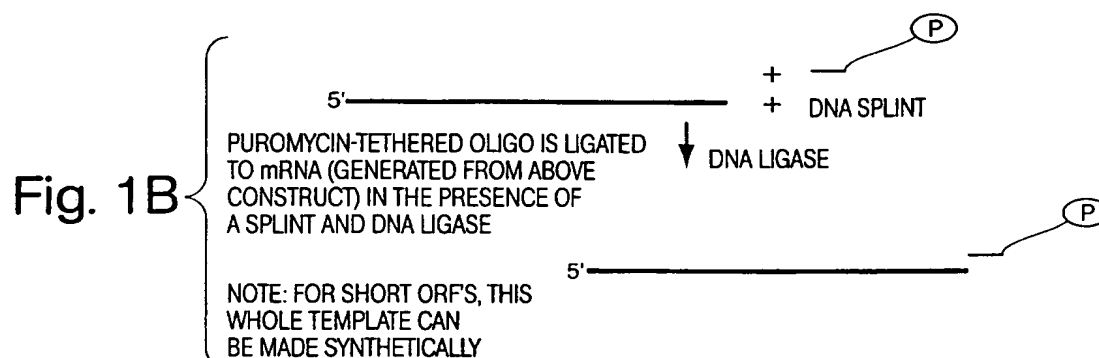 P
+
5' + DNA SPLINT
PUROMYCIN-TETHERED OLIGO IS LIGATED
TO mRNA (GENERATED FROM ABOVE
CONSTRUCT) IN THE PRESENCE OF
A SPLINT AND DNA LIGASE
DNA LIGASE
Fig. 1B
P
5'
NOTE: FOR SHORT ORF'S, THIS
WHOLE TEMPLATE CAN
BE MADE SYNTHETICALLY